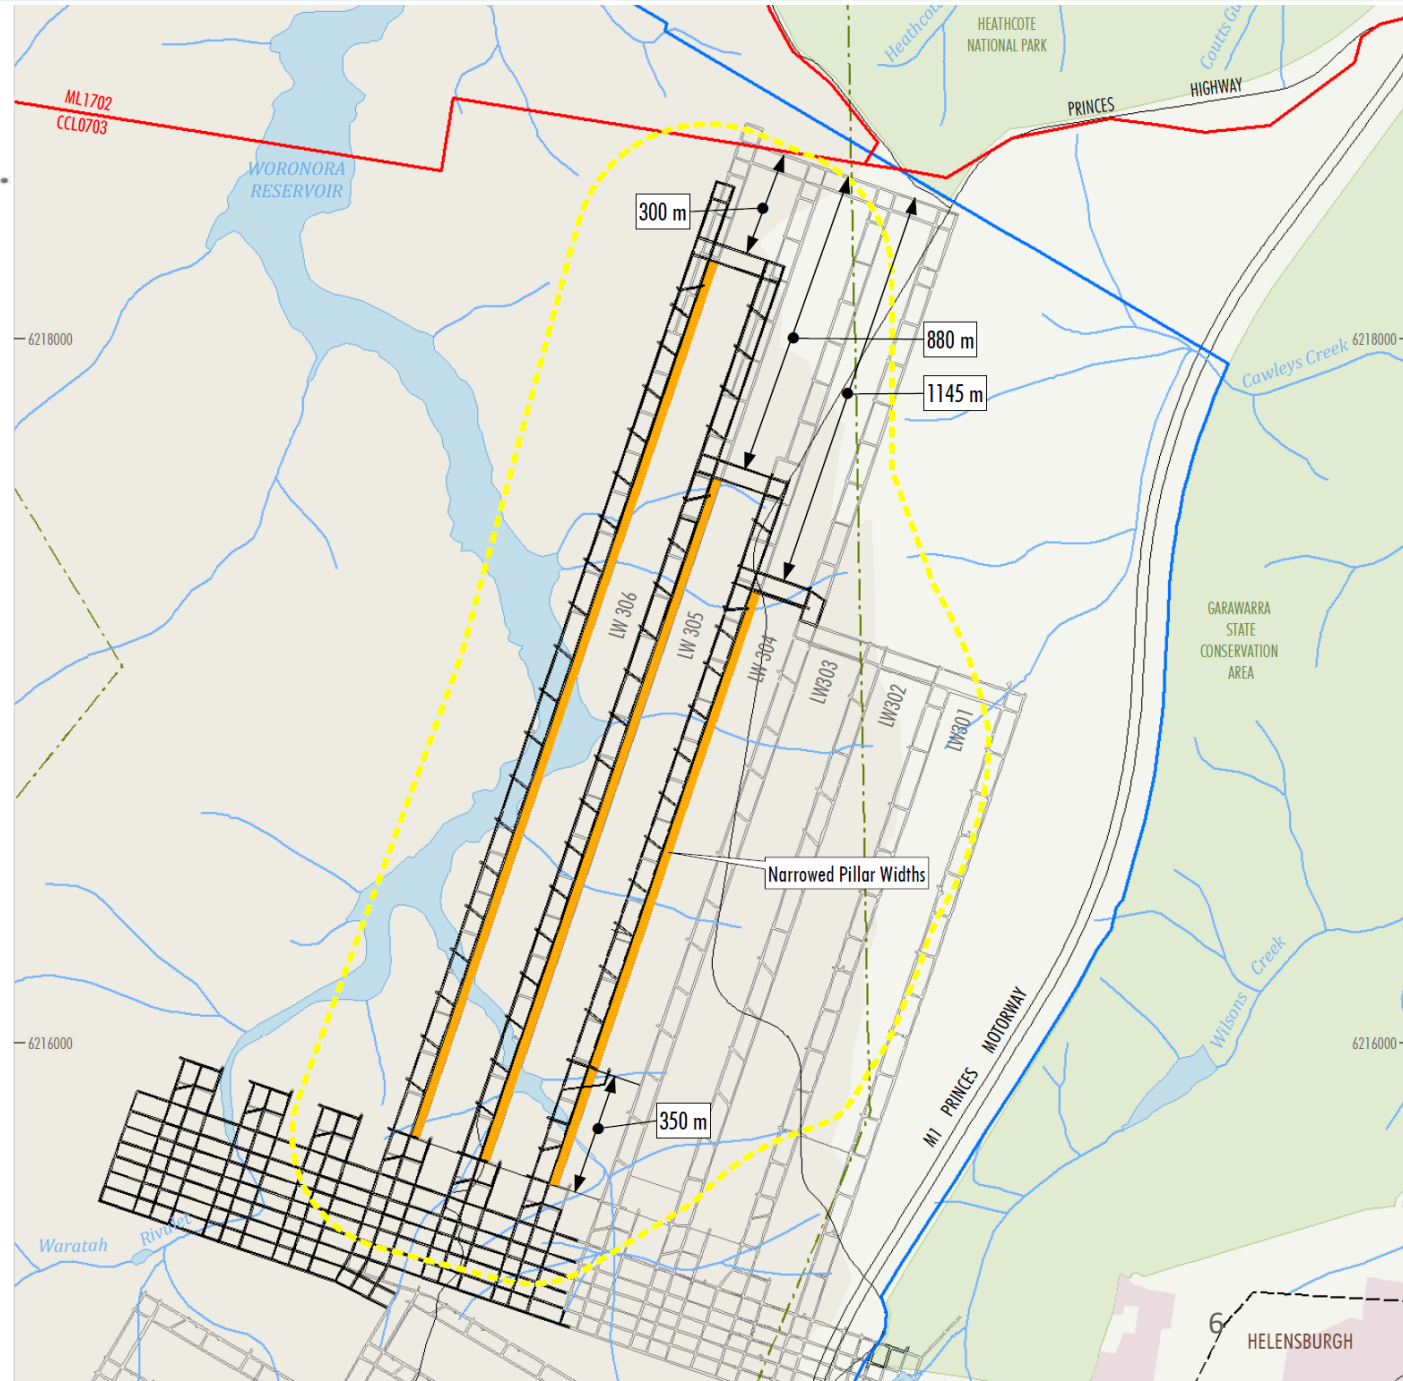 HEATHCOTE
NATIONAL PARK
Heathcote
Coutts Gu
PRINCES HIGHWAY
ML1702
CCL0703
WORONORA
RESERVOIR
300 m
6218000
880 m
6218000
Cawleys Creek
1145 m
LW 306
LW 305
LW 304
LW303
LW302
LW301
GARAWARRA
STATE
CONSERVATION
AREA
Narrowed Pillar Widths
Wilsons Creek
M1 PRINCES MOTORWAY
6216000
6216000
350 m
Waratah Rivulet
6
HELENSBURGH